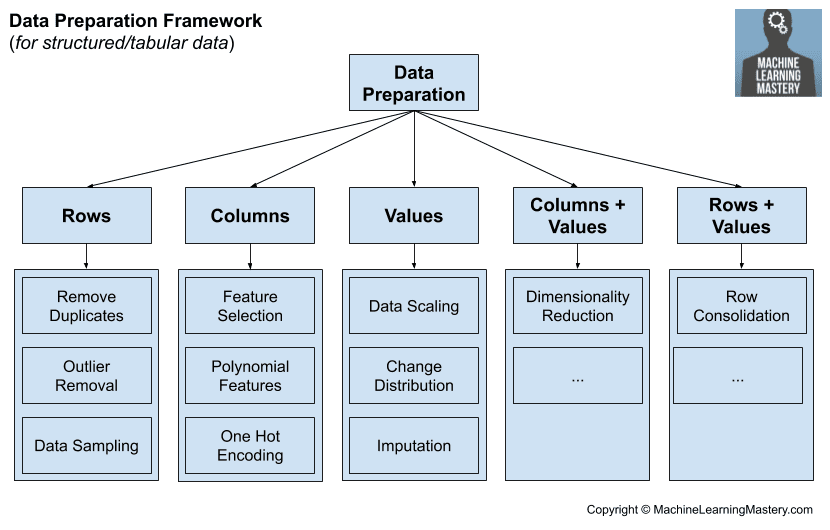 Data Preparation Framework
(for structured/tabular data)
MACHINE
LEARNING
MASTERY
Data
Preparation
Rows
Columns
Values
Columns +
Values
Rows +
Values
Remove
Duplicates
Outlier
Removal
Data Sampling
Feature
Selection
Polynomial
Features
One Hot
Encoding
Data Scaling
Change
Distribution
Imputation
Dimensionality
Reduction
...
Row
Consolidation
...
Copyright © MachineLearningMastery.com